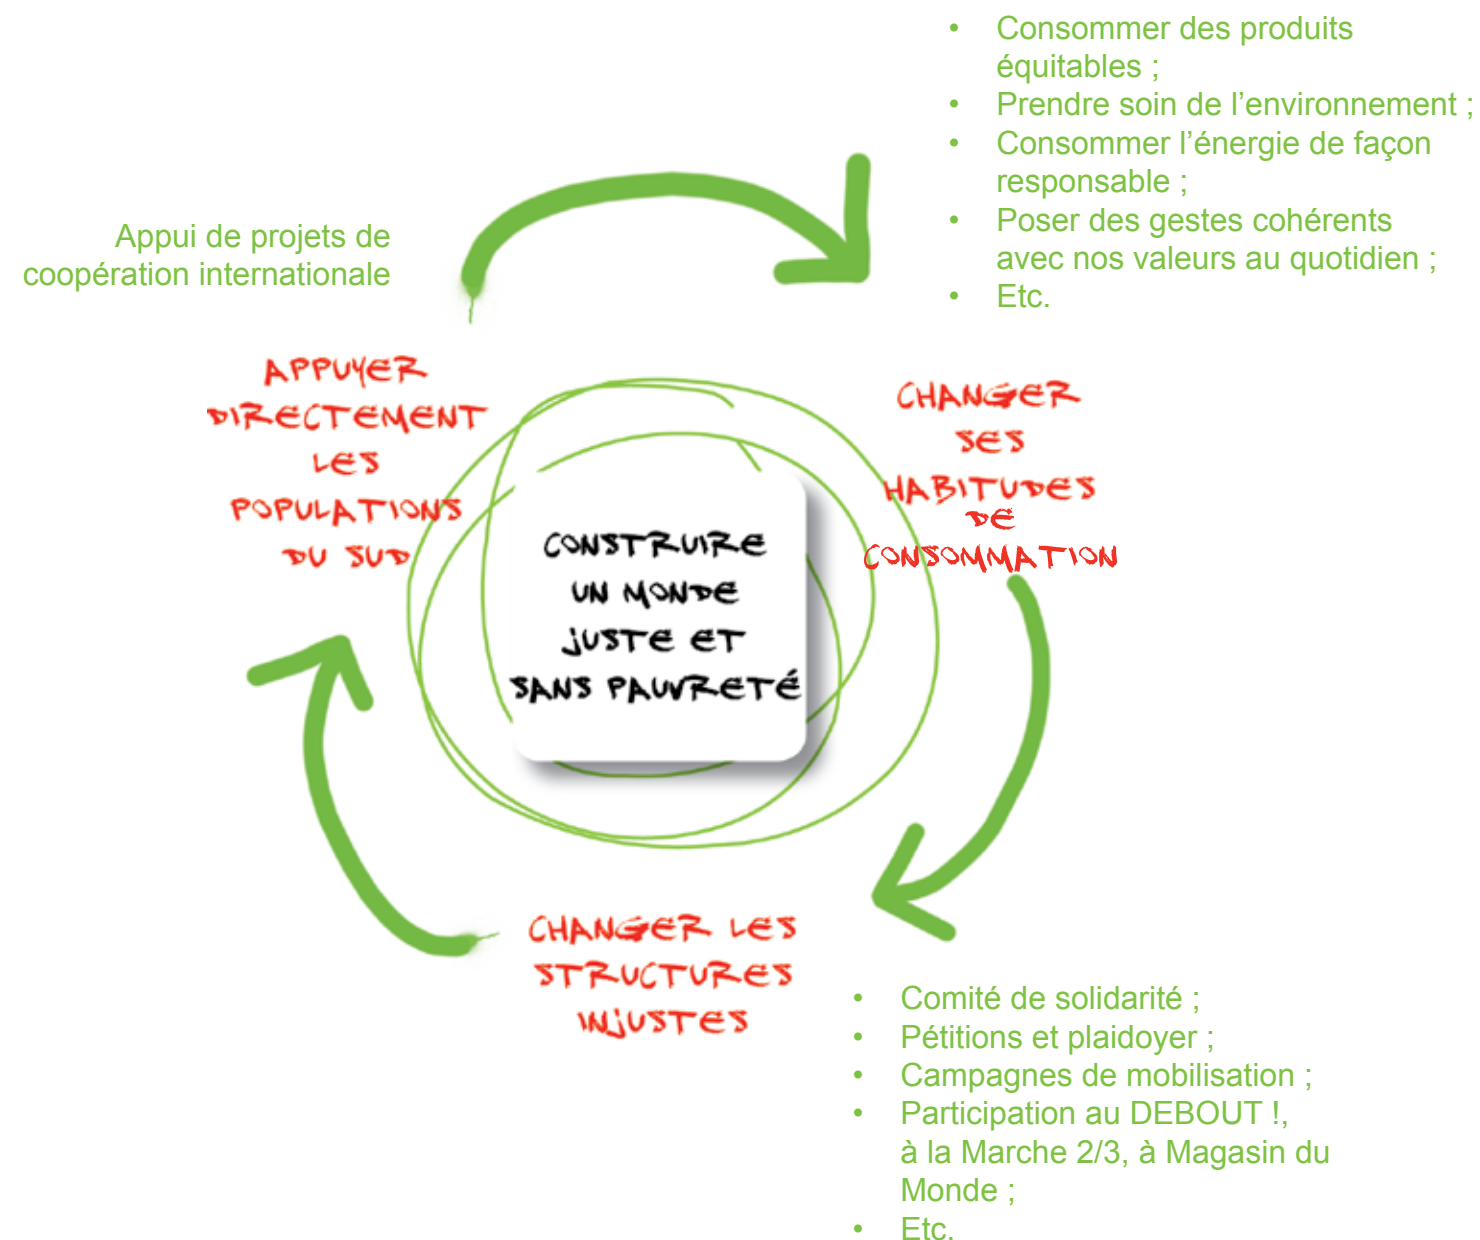 • Consommer des produits
équitables ;
• Prendre soin de l’environnement ;
• Consommer l’énergie de façon
responsable ;
• Poser des gestes cohérents
avec nos valeurs au quotidien ;
• Etc.
Appui de projets de
coopération internationale
APPUYER
DIRECTEMENT
LES
POPULATIONS
DU SUD
CHANGER
SES
HABITUDES
DE
CONSOMMATION
CONSTRUIRE
UN MONDE
JUSTE ET
SANS PAUVRETÉ
CHANGER LES
STRUCTURES
INJUSTES
• Comité de solidarité ;
• Pétitions et plaidoyer ;
• Campagnes de mobilisation ;
• Participation au DEBOUT !,
à la Marche 2/3, à Magasin du
Monde ;
• Etc.